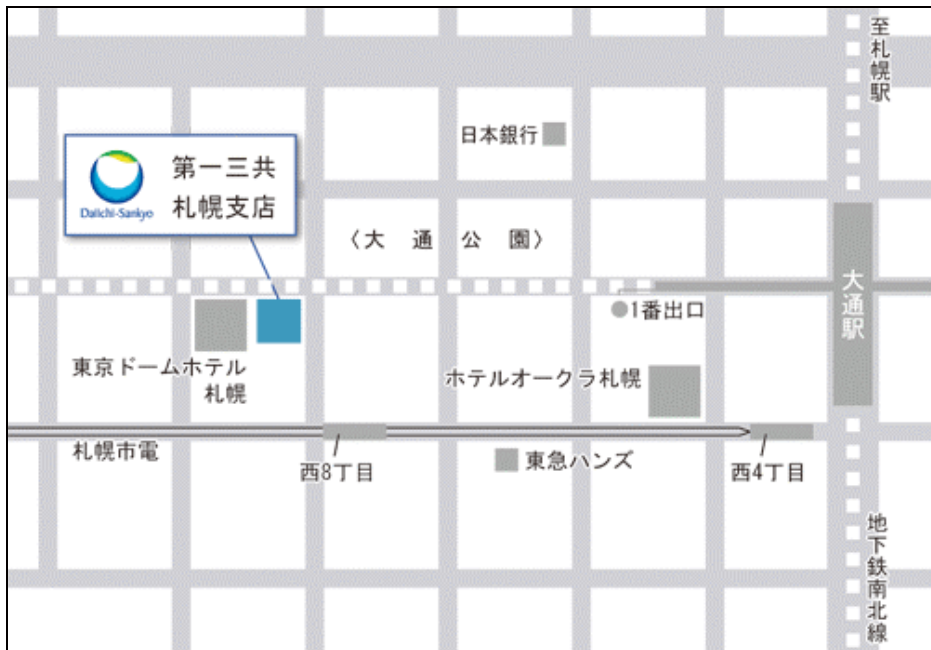 至札幌駅
日本銀行
第一三共
札幌支店
Daiichi-Sankyo
〈大通公園〉
大通駅
1番出口
東京ドームホテル
札幌
ホテルオークラ札幌
札幌市電
西8丁目
東急ハンズ
西4丁目
地下鉄南北線